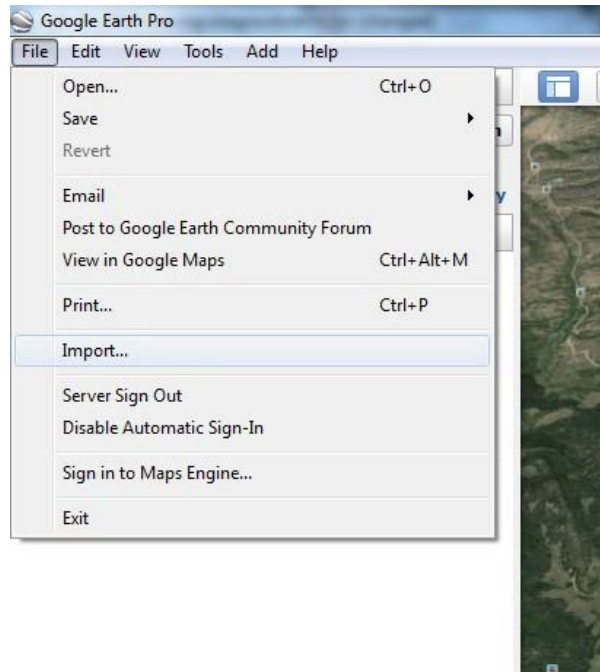 Google Earth Pro
File Edit View Tools Add Help
Open... Ctrl+O
Save
Revert
Email
Post to Google Earth Community Forum
View in Google Maps Ctrl+Alt+M
Print... Ctrl+P
Import...
Server Sign Out
Disable Automatic Sign-In
Sign in to Maps Engine...
Exit